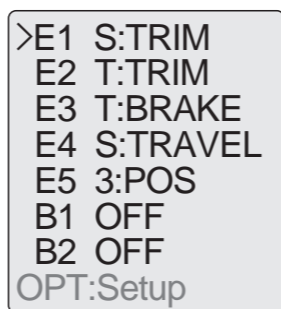 >E1 S:TRIM
E2 T:TRIM
E3 T:BRAKE
E4 S:TRAVEL
E5 3:POS
B1 OFF
B2 OFF
OPT:Setup